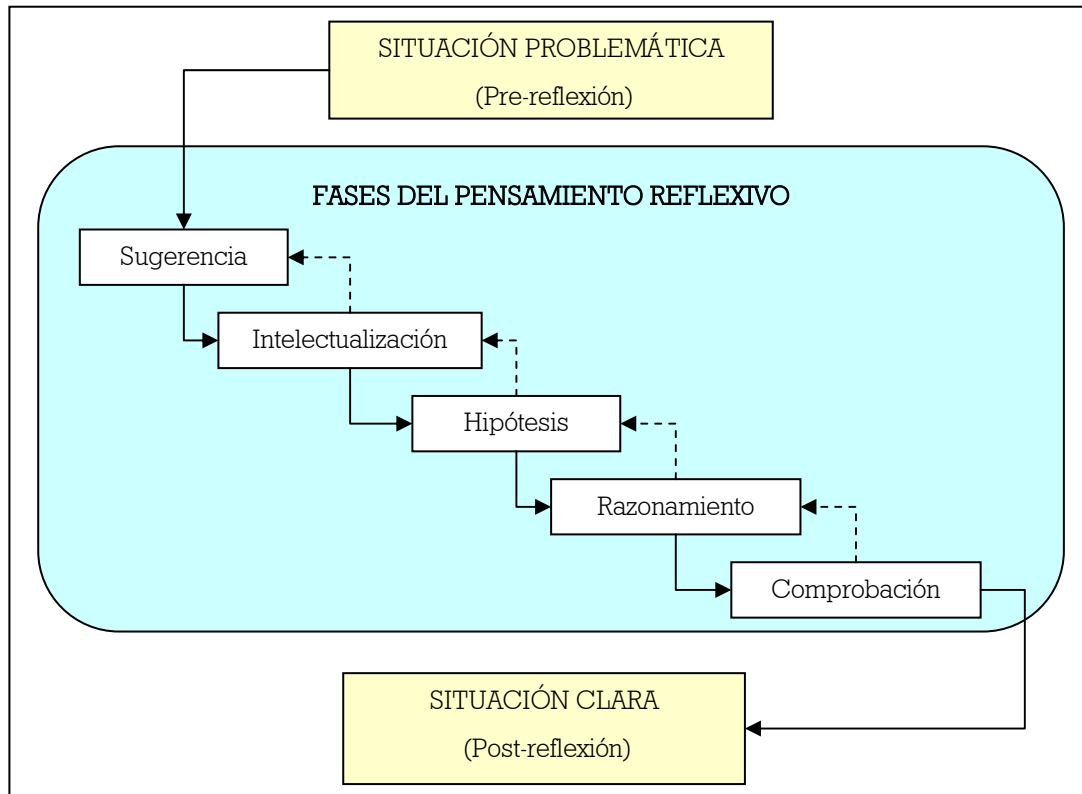 SITUACIÓN PROBLEMÁTICA
(Pre-reflexión)
FASES DEL PENSAMIENTO REFLEXIVO
Sugerencia
Intelectualización
Hipótesis
Razonamiento
Comprobación
SITUACIÓN CLARA
(Post-reflexión)